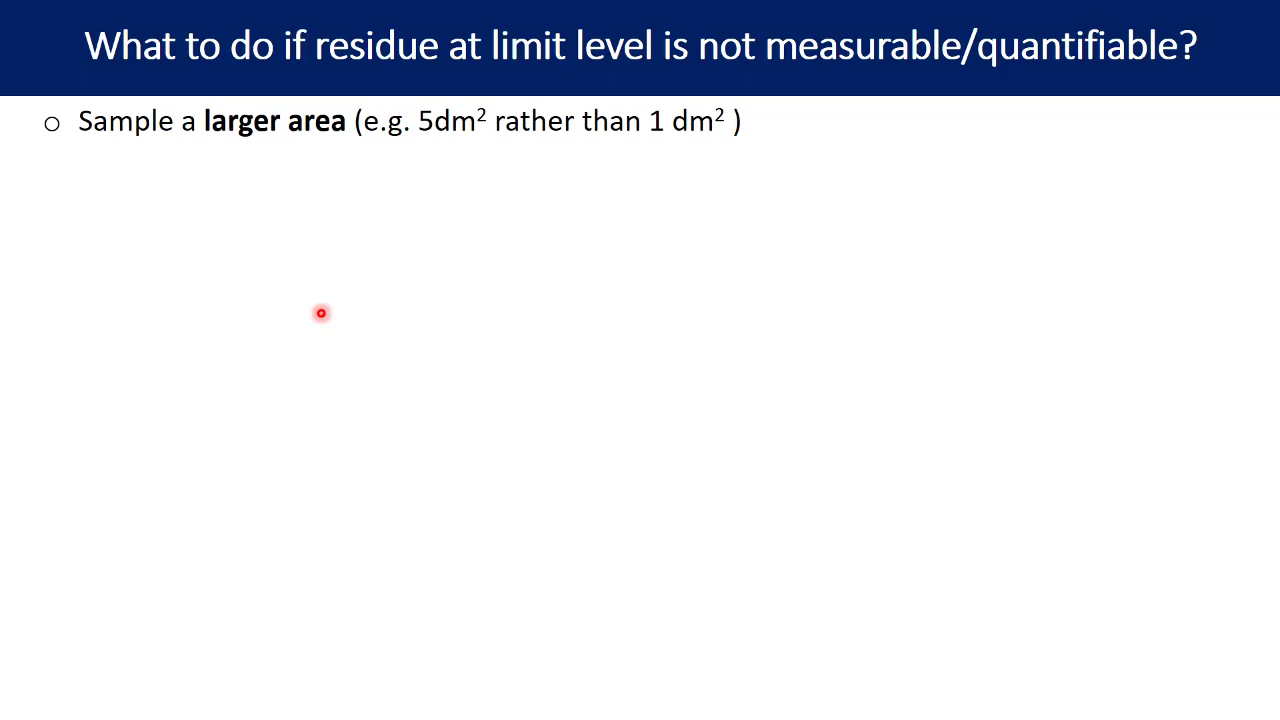 What to do if residue at limit level is not measurable/quantifiable?
o Sample a larger area (e.g. 5dm² rather than 1 dm² )